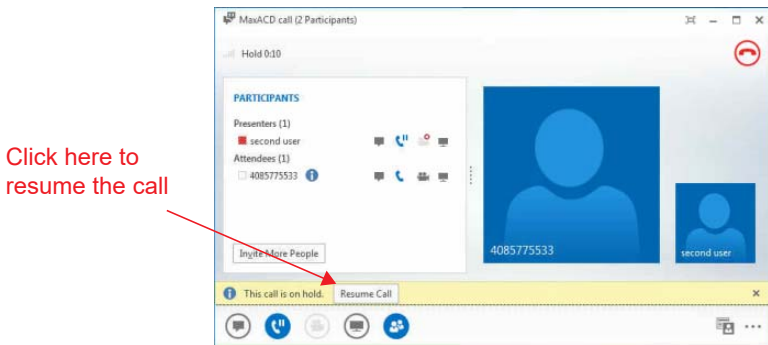 MaxACD call (2 Participants)
Hold 0:10
PARTICIPANTS
Presenters (1)
second user
Attendees (1)
4085775533
Invite More People
4085775533
second user
Click here to
resume the call
This call is on hold. Resume Call